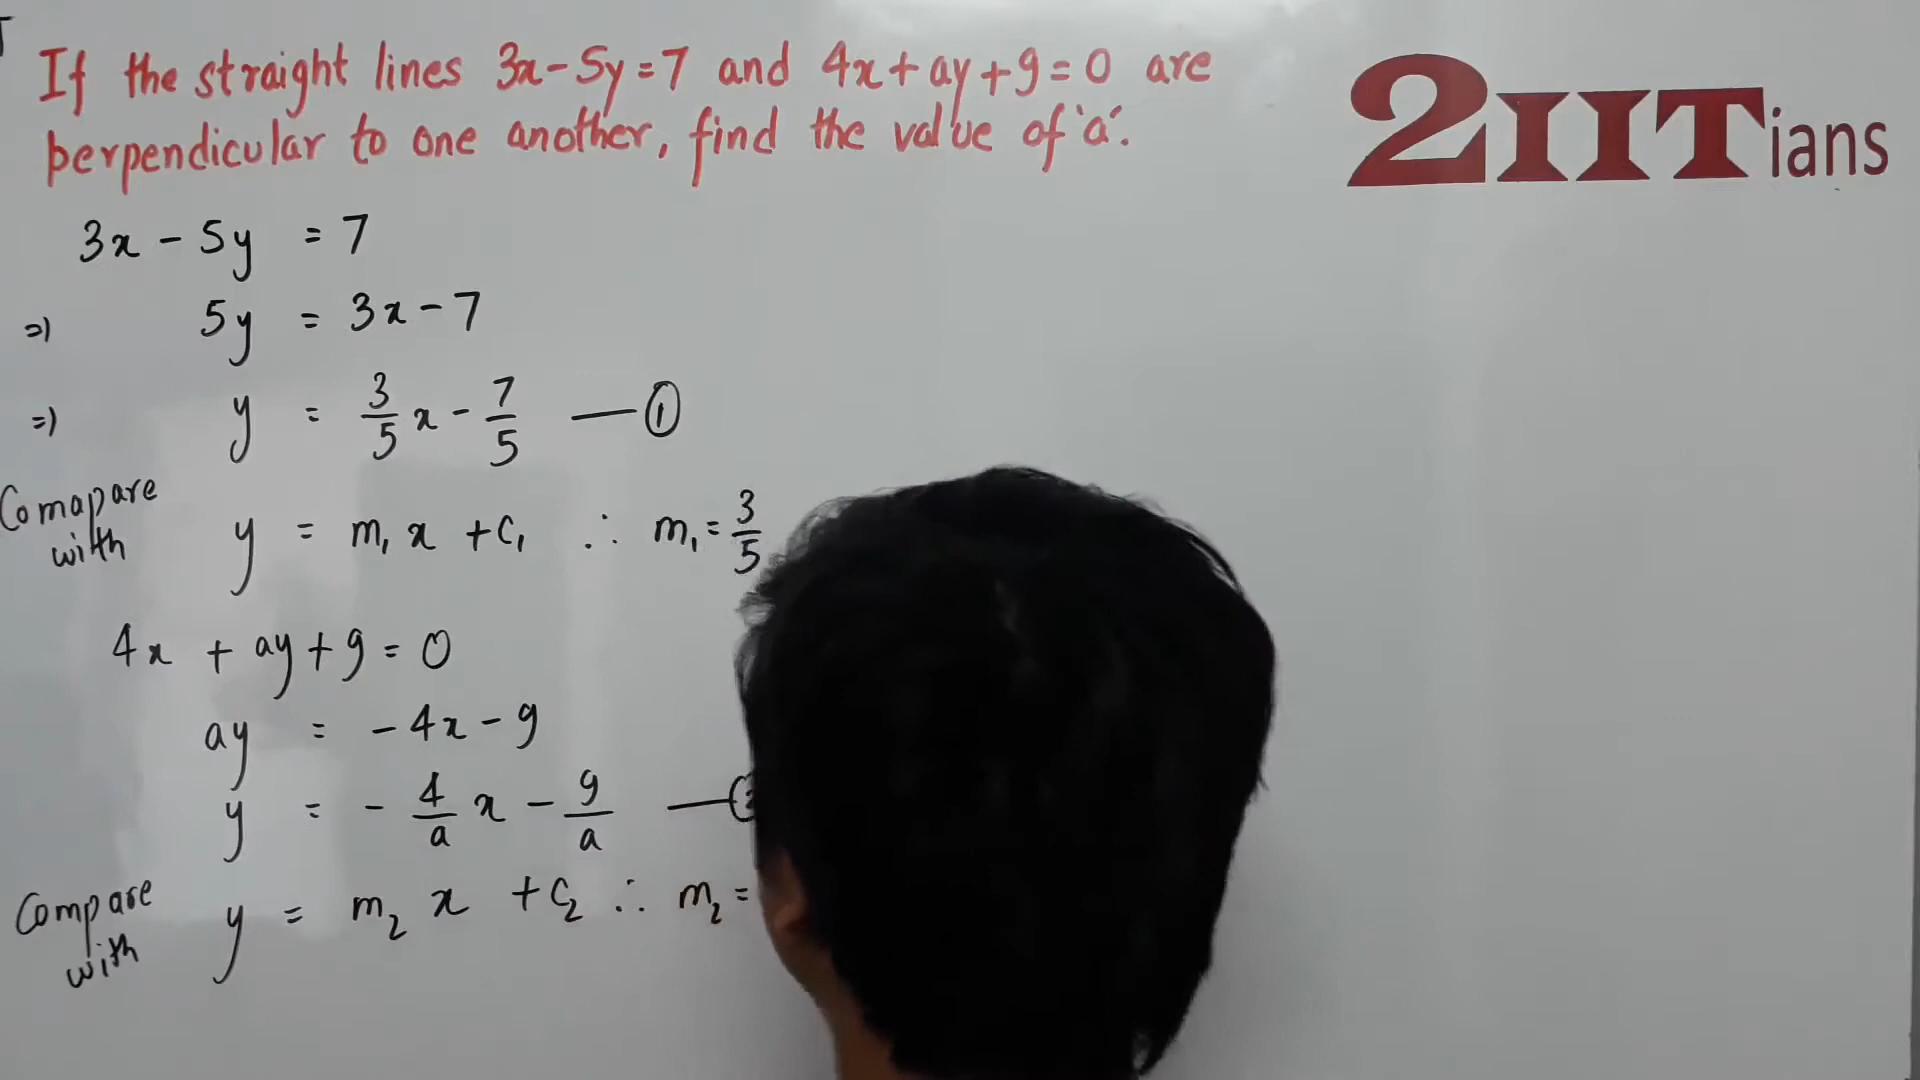 If the straight lines 3x-5y=7 and 4x+ay+9=0 are
perpendicular to one another, find the value of 'a'.
2IITians
3x - 5y = 7
=) 5y = 3x - 7
=) y = 3/5 x - 7/5 —①
Comapare
with y = m₁ x + c₁ ∴ m₁ = 3/5
4x + ay + 9 = 0
ay = - 4x - 9
y = - 4/a x - 9/a —
Compare
with y = m₂ x + c₂ ∴ m₂ =